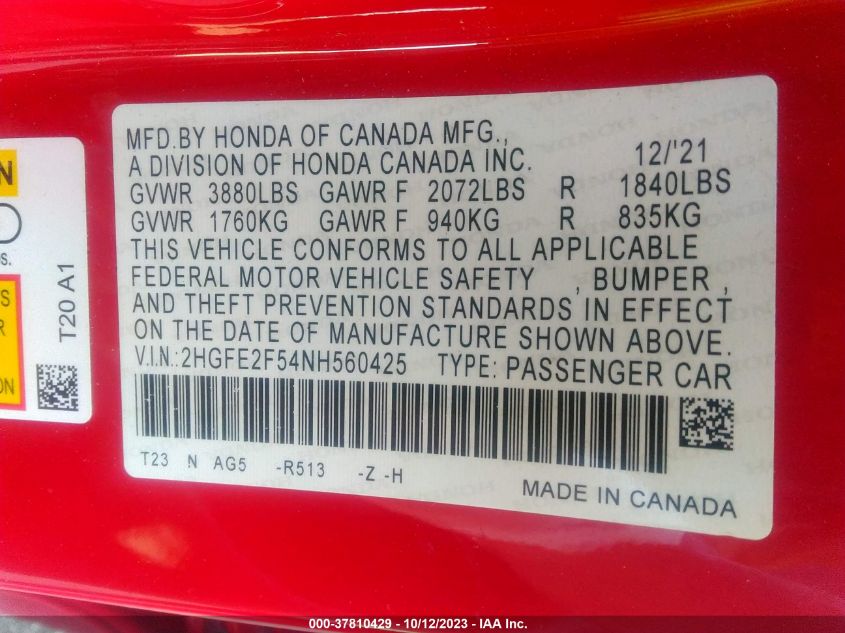 MFD.BY HONDA OF CANADA MFG.,
A DIVISION OF HONDA CANADA INC. 12/'21
GVWR 3880LBS GAWR F 2072LBS R 1840LBS
GVWR 1760KG GAWR F 940KG R 835KG
THIS VEHICLE CONFORMS TO ALL APPLICABLE
FEDERAL MOTOR VEHICLE SAFETY , BUMPER ,
AND THEFT PREVENTION STANDARDS IN EFFECT
ON THE DATE OF MANUFACTURE SHOWN ABOVE.
V.I.N.:2HGFE2F54NH560425 TYPE: PASSENGER CAR
T23 N AG5 -R513 -Z -H
MADE IN CANADA
T20 A1
000-37810429 - 10/12/2023 - IAA Inc.